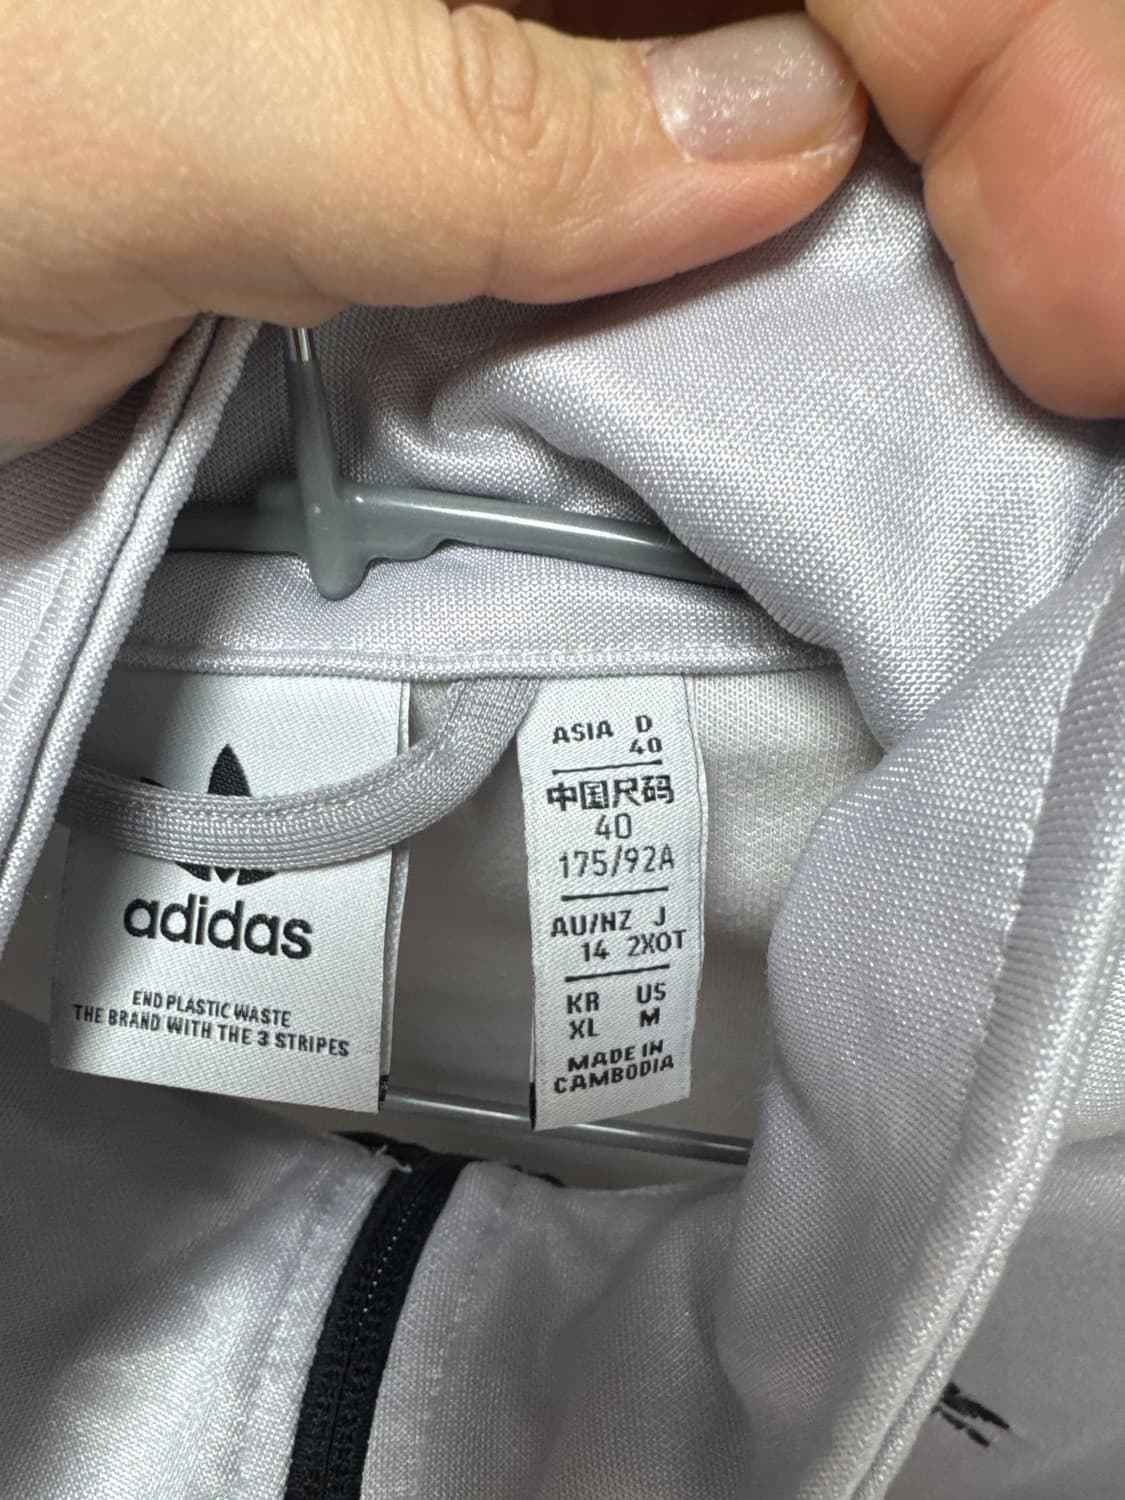 adidas
END PLASTIC WASTE
THE BRAND WITH THE 3 STRIPES
ASIA D
40
中国尺码
40
175/92A
AU/NZ J
14 2XOT
KR US
XL M
MADE IN
CAMBODIA